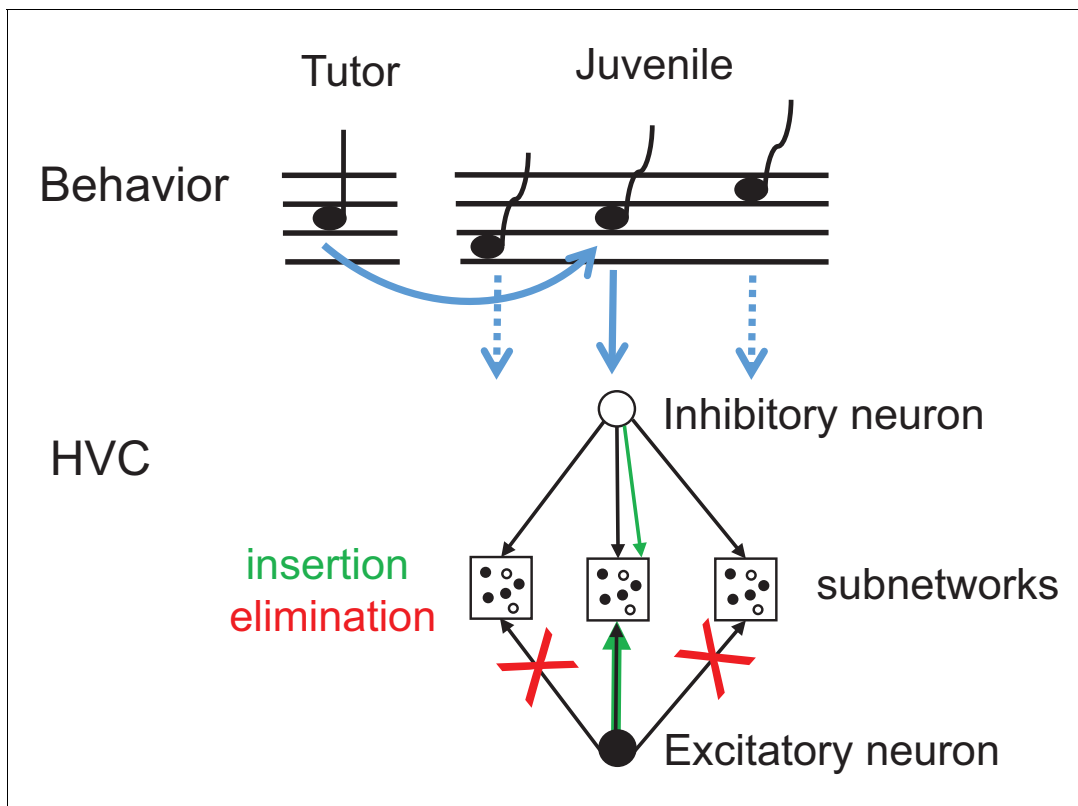 Tutor
Juvenile
Behavior
Inhibitory neuron
HVC
insertion
elimination
subnetworks
Excitatory neuron